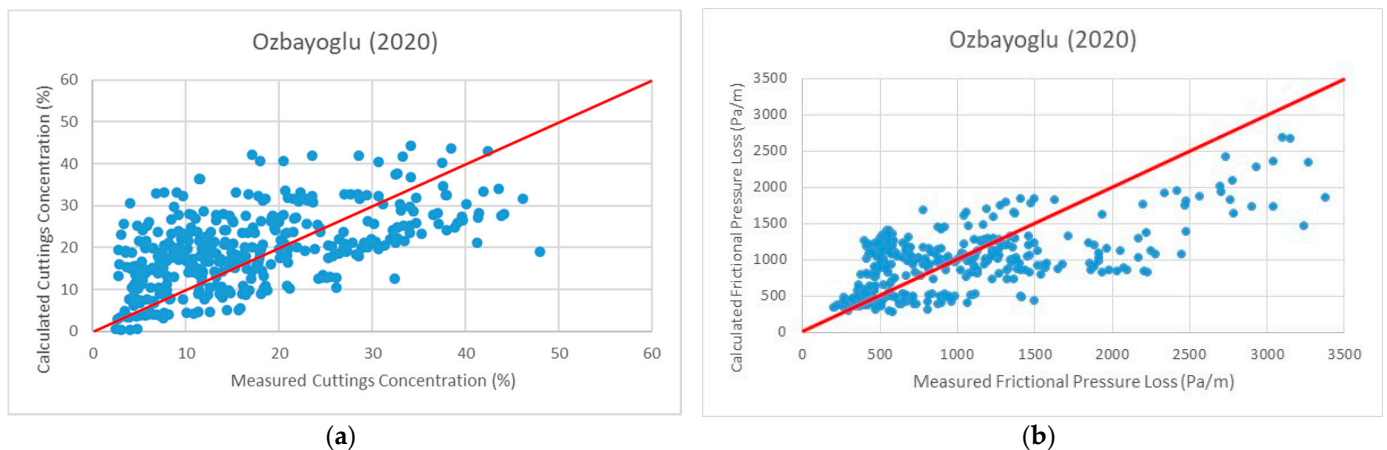 Ozbayoglu (2020)
Calculated Cuttings Concentration (%)
60
50
40
30
20
10
0
0 10 20 30 40 50 60
Measured Cuttings Concentration (%)
(a)
Ozbayoglu (2020)
Calculated Frictional Pressure Loss (Pa/m)
3500
3000
2500
2000
1500
1000
500
0
0 500 1000 1500 2000 2500 3000 3500
Measured Frictional Pressure Loss (Pa/m)
(b)